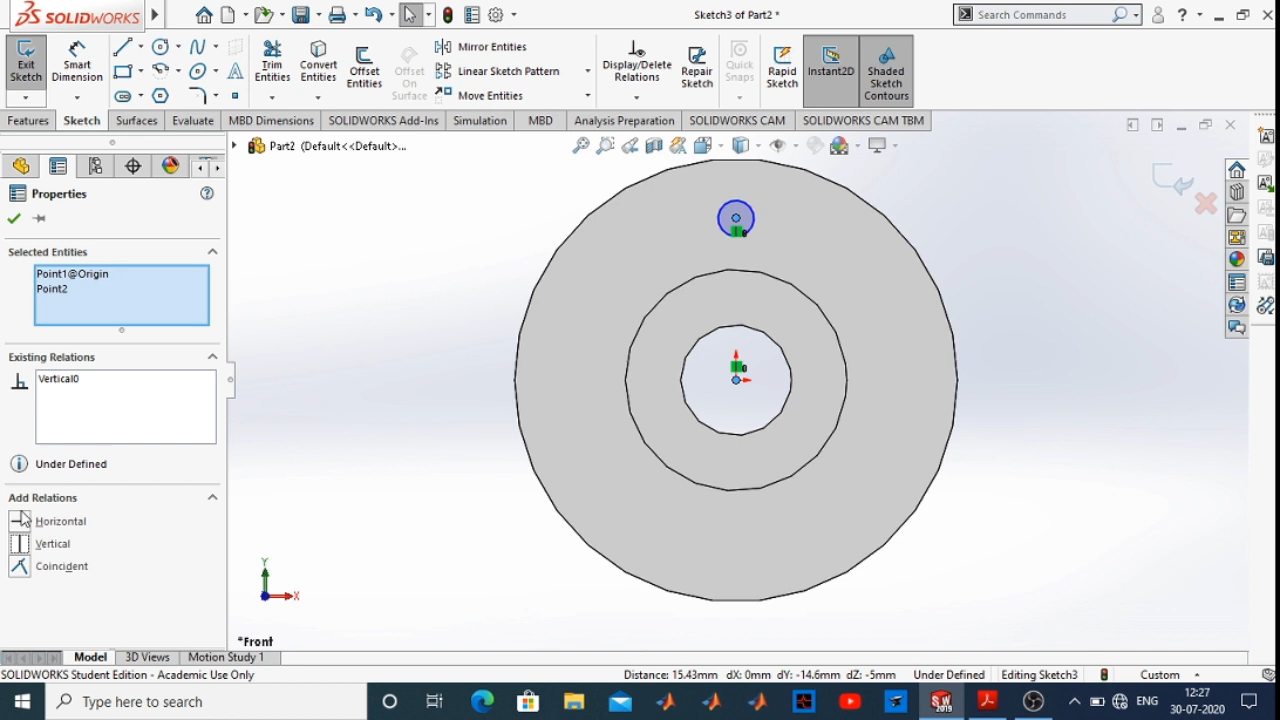 SOLIDWORKS
Sketch3 of Part2 *
Search Commands
Exit Sketch
Smart Dimension
Trim Entities
Convert Entities
Offset Entities
Offset On Surface
Mirror Entities
Linear Sketch Pattern
Move Entities
Display/Delete Relations
Repair Sketch
Quick Snaps
Rapid Sketch
Instant2D
Shaded Sketch Contours
Features Sketch Surfaces Evaluate MBD Dimensions SOLIDWORKS Add-Ins Simulation MBD Analysis Preparation SOLIDWORKS CAM SOLIDWORKS CAM TBM
Part2 (Default<<Default>...
Properties
Selected Entities
Point1@Origin
Point2
Existing Relations
Vertical0
Under Defined
Add Relations
Horizontal
Vertical
Coincident
Y
X
*Front
Model 3D Views Motion Study 1
SOLIDWORKS Student Edition - Academic Use Only
Distance: 15.43mm dX: 0mm dY: -14.6mm dZ: -5mm Under Defined Editing Sketch3 Custom
Type here to search
SW 2019
ENG
12:27
30-07-2020